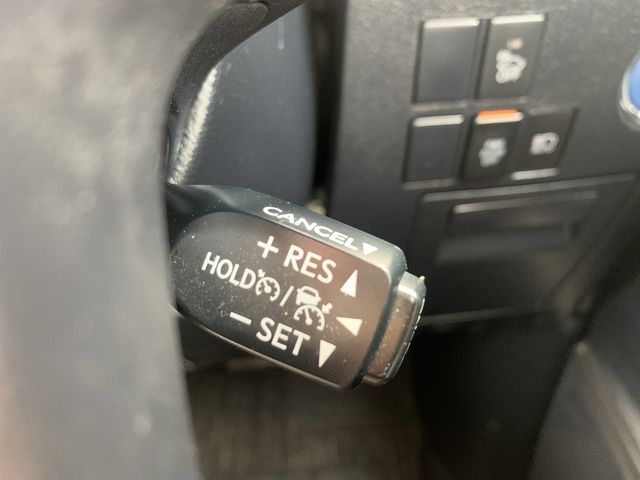 CANCEL
+ RES
HOLD /
− SET